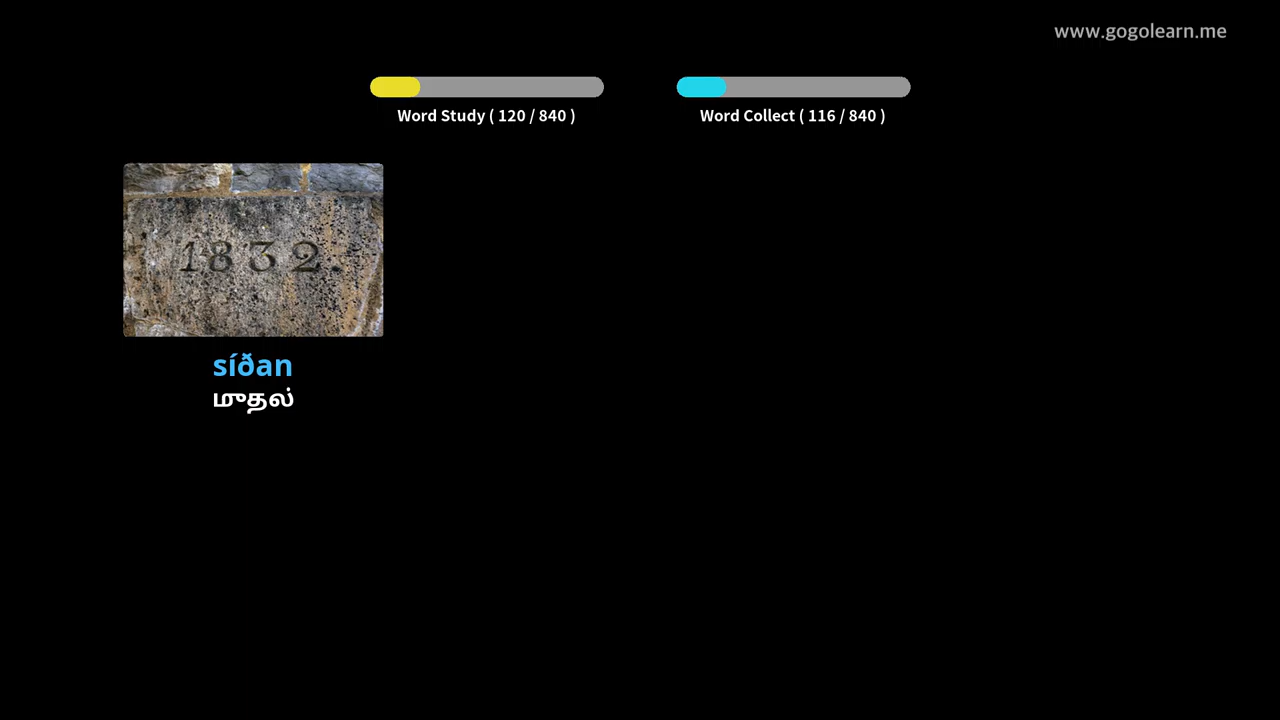 www.gogolearn.me
Word Study ( 120 / 840 )
Word Collect ( 116 / 840 )
1832.
síðan
முதல்